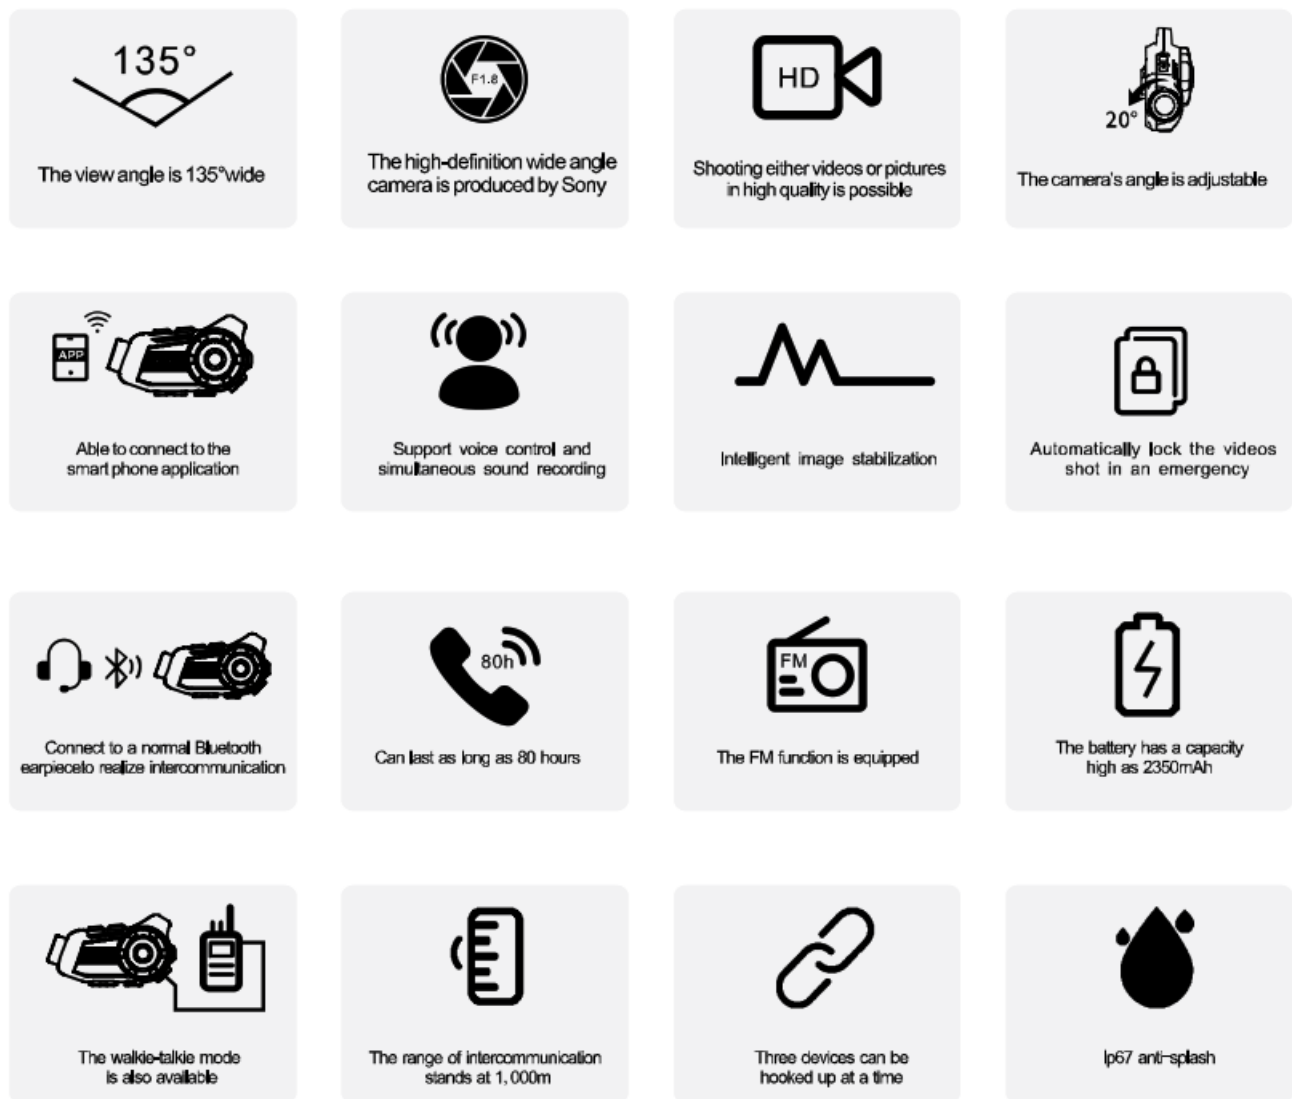 135°
The view angle is 135°wide
F1.8
The high-definition wide angle
camera is produced by Sony
HD
Shooting either videos or pictures
in high quality is possible
20°
The camera's angle is adjustable
APP
Able to connect to the
smart phone application
Support voice control and
simultaneous sound recording
Intelligent image stabilization
Automatically lock the videos
shot in an emergency
Connect to a normal Bluetooth
earpieceto realize intercommunication
80h
Can last as long as 80 hours
FM
The FM function is equipped
The battery has a capacity
high as 2350mAh
The walkie-talkie mode
is also available
The range of intercommunication
stands at 1,000m
Three devices can be
hooked up at a time
Ip67 anti-splash